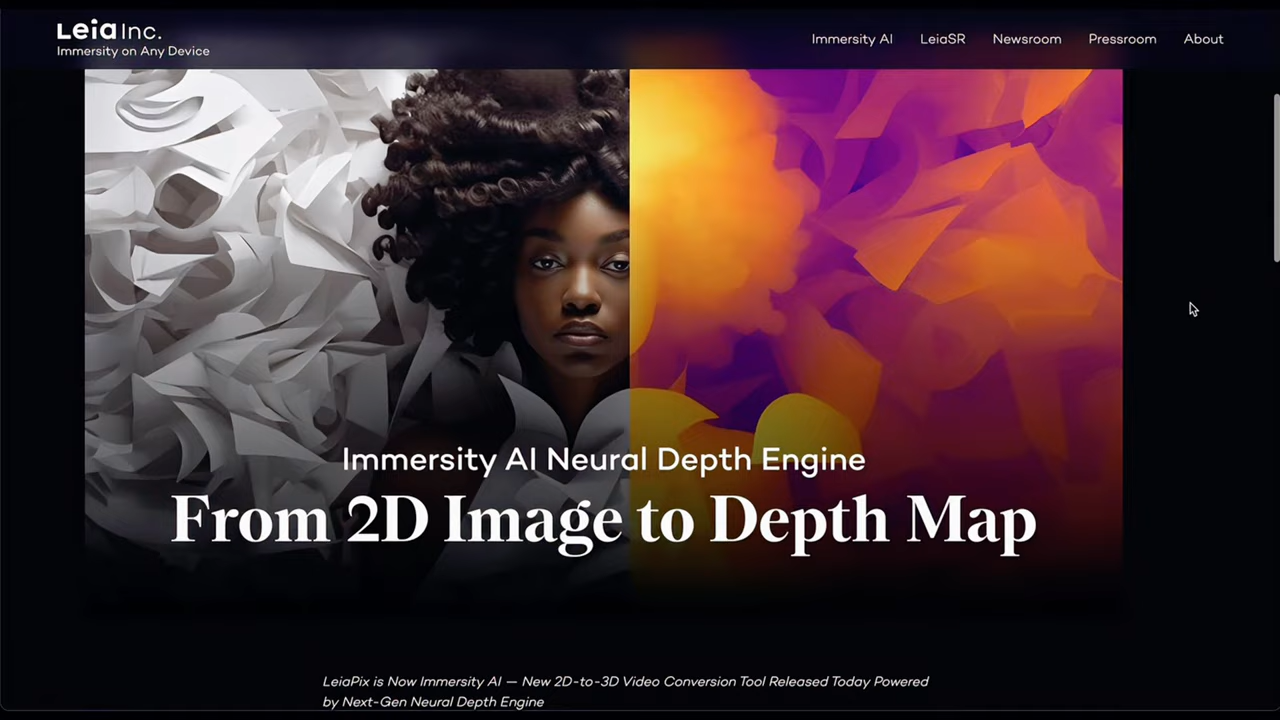 Leia Inc.
Immersity on Any Device
Immersity AI
LeiaSR
Newsroom
Pressroom
About
Immersity AI Neural Depth Engine
From 2D Image to Depth Map
LeiaPix is Now Immersity AI — New 2D-to-3D Video Conversion Tool Released Today Powered
by Next-Gen Neural Depth Engine